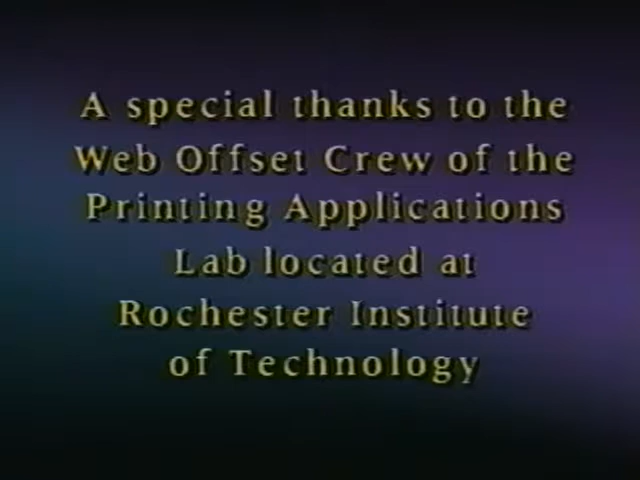 A special thanks to the
Web Offset Crew of the
Printing Applications
Lab located at
Rochester Institute
of Technology